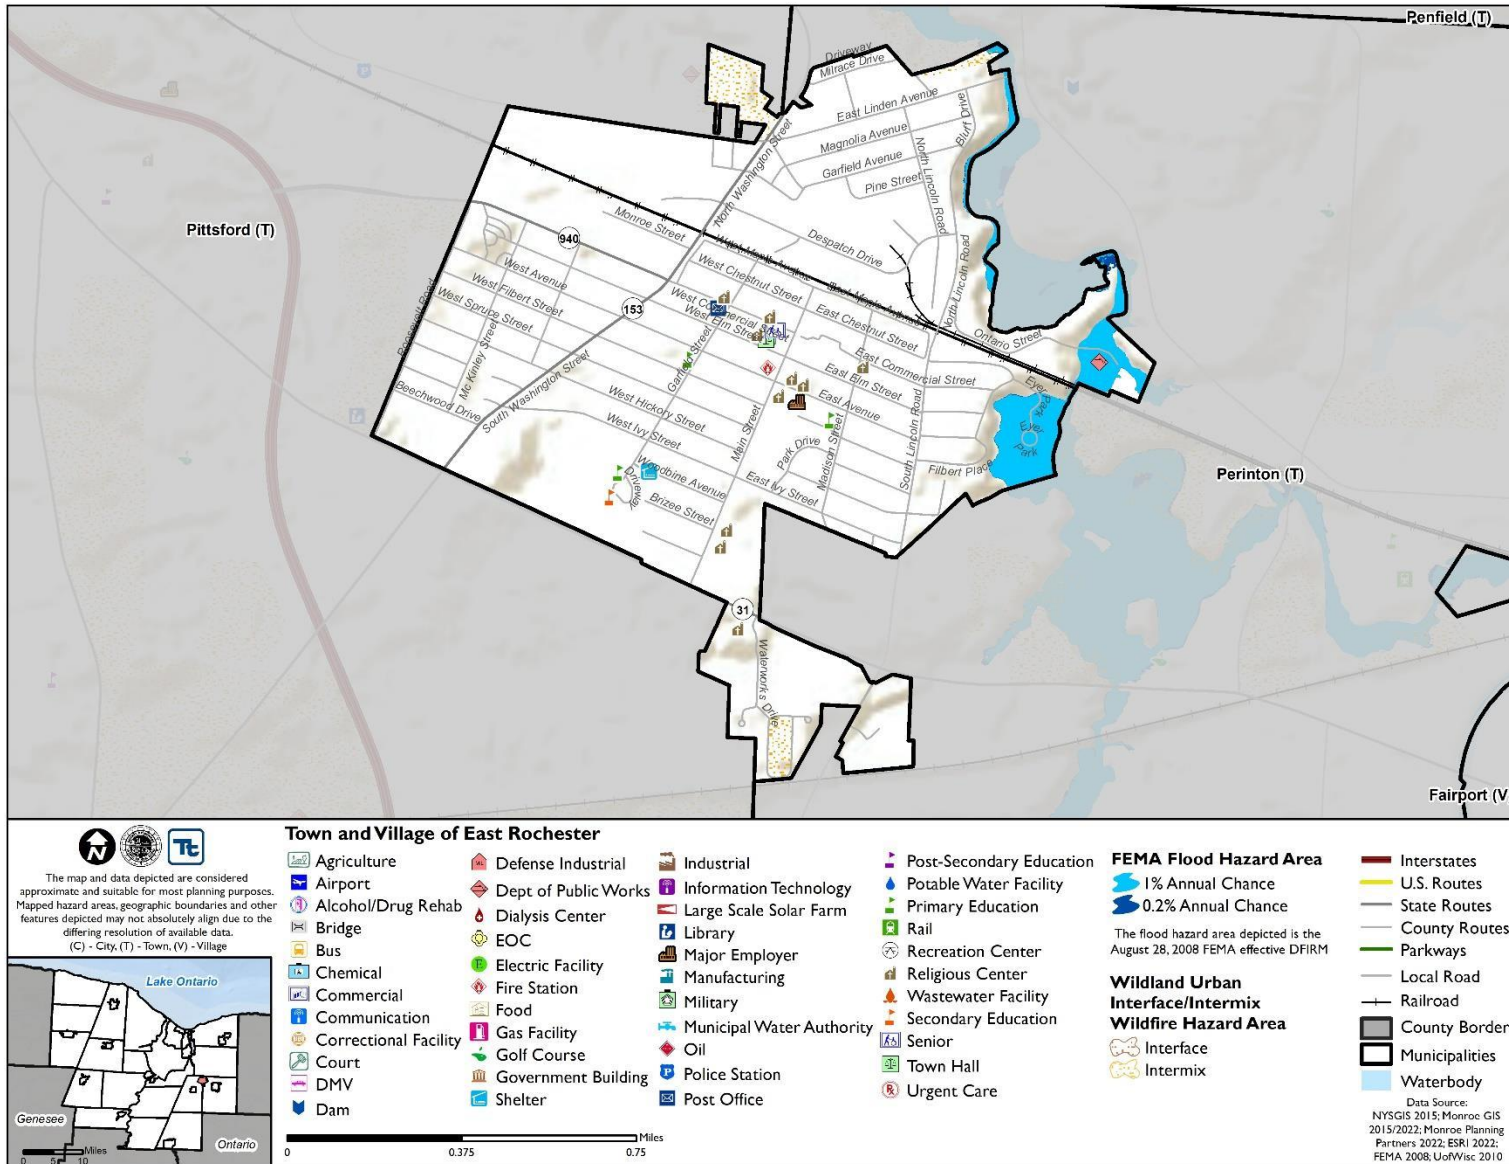 Penfield (T)
Driveway
Milrace Drive
East Linden Avenue
Bluff Drive
Magnolia Avenue
Garfield Avenue
North Lincoln Road
Pine Street
North Washington Street
Pittsford (T)
Monroe Street
940
Despatch Drive
North Lincoln Road
West Avenue
West Chestnut Street
West Filbert Street
West Spruce Street
153
West Commercial Street
West Elm Street
East Chestnut Street
Ontario Street
Roosevelt Road
East Commercial Street
East Elm Street
Mc Kinley Street
Garfield Street
East Avenue
Eyer Park
Eyer Park
South Washington Street
Beechwood Drive
West Hickory Street
Main Street
South Lincoln Road
West Ivy Street
Park Drive
Madison Street
Filbert Place
Perinton (T)
Woodbine Avenue
East Ivy Street
Driveway
Brizee Street
31
Waterworks Drive
Fairport (V
N
Tt
The map and data depicted are considered
approximate and suitable for most planning purposes.
Mapped hazard areas, geographic boundaries and other
features depicted may not absolutely align due to the
differing resolution of available data.
(C) - City, (T) - Town, (V) - Village
Lake Ontario
Genesee
Ontario
Miles
0 5 10
Town and Village of East Rochester
Agriculture
Airport
Alcohol/Drug Rehab
Bridge
Bus
Chemical
Commercial
Communication
Correctional Facility
Court
DMV
Dam
Defense Industrial
Dept of Public Works
Dialysis Center
EOC
Electric Facility
Fire Station
Food
Gas Facility
Golf Course
Government Building
Shelter
Industrial
Information Technology
Large Scale Solar Farm
Library
Major Employer
Manufacturing
Military
Municipal Water Authority
Oil
Police Station
Post Office
Post-Secondary Education
Potable Water Facility
Primary Education
Rail
Recreation Center
Religious Center
Wastewater Facility
Secondary Education
Senior
Town Hall
Urgent Care
Miles
0 0.375 0.75
FEMA Flood Hazard Area
1% Annual Chance
0.2% Annual Chance
The flood hazard area depicted is the
August 28, 2008 FEMA effective DFIRM
Wildland Urban
Interface/Intermix
Wildfire Hazard Area
Interface
Intermix
Interstates
U.S. Routes
State Routes
County Routes
Parkways
Local Road
Railroad
County Border
Municipalities
Waterbody
Data Source:
NYSGIS 2015; Monroe GIS
2015/2022; Monroe Planning
Partners 2022; ESRI 2022;
FEMA 2008; UofWisc 2010